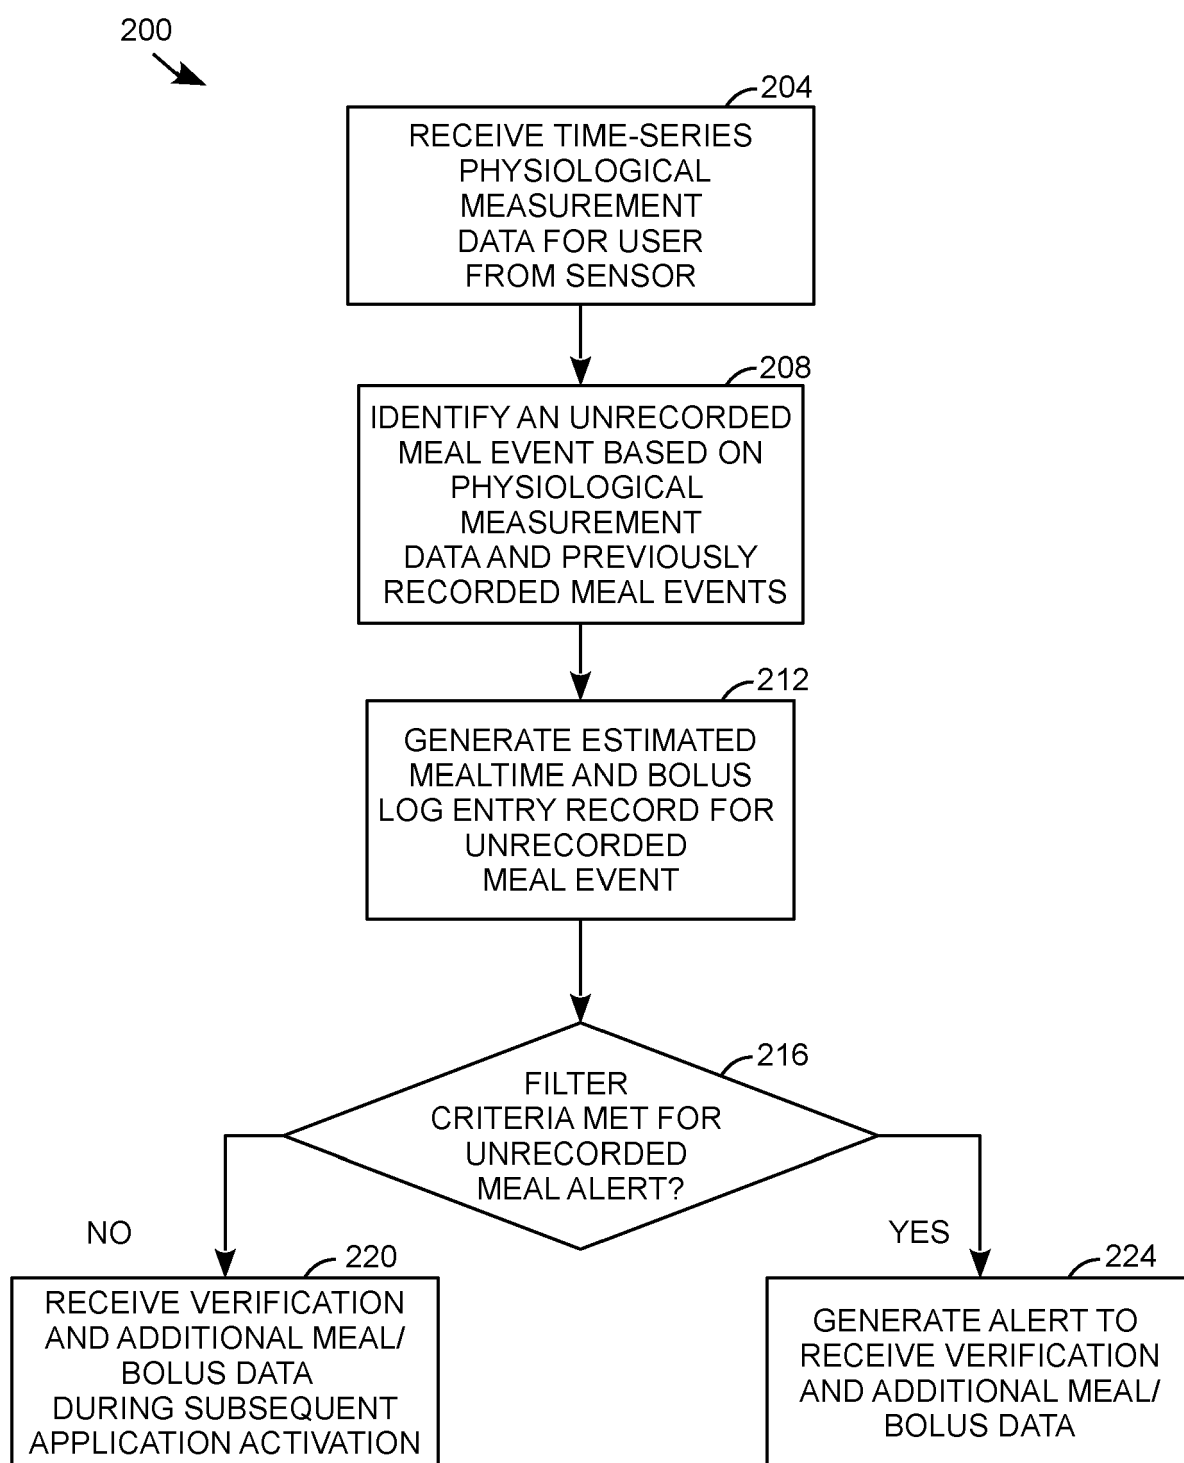 200
204
RECEIVE TIME-SERIES
PHYSIOLOGICAL
MEASUREMENT
DATA FOR USER
FROM SENSOR
208
IDENTIFY AN UNRECORDED
MEAL EVENT BASED ON
PHYSIOLOGICAL
MEASUREMENT
DATA AND PREVIOUSLY
RECORDED MEAL EVENTS
212
GENERATE ESTIMATED
MEALTIME AND BOLUS
LOG ENTRY RECORD FOR
UNRECORDED
MEAL EVENT
216
FILTER
CRITERIA MET FOR
UNRECORDED
MEAL ALERT?
NO
YES
220
RECEIVE VERIFICATION
AND ADDITIONAL MEAL/
BOLUS DATA
DURING SUBSEQUENT
APPLICATION ACTIVATION
224
GENERATE ALERT TO
RECEIVE VERIFICATION
AND ADDITIONAL MEAL/
BOLUS DATA